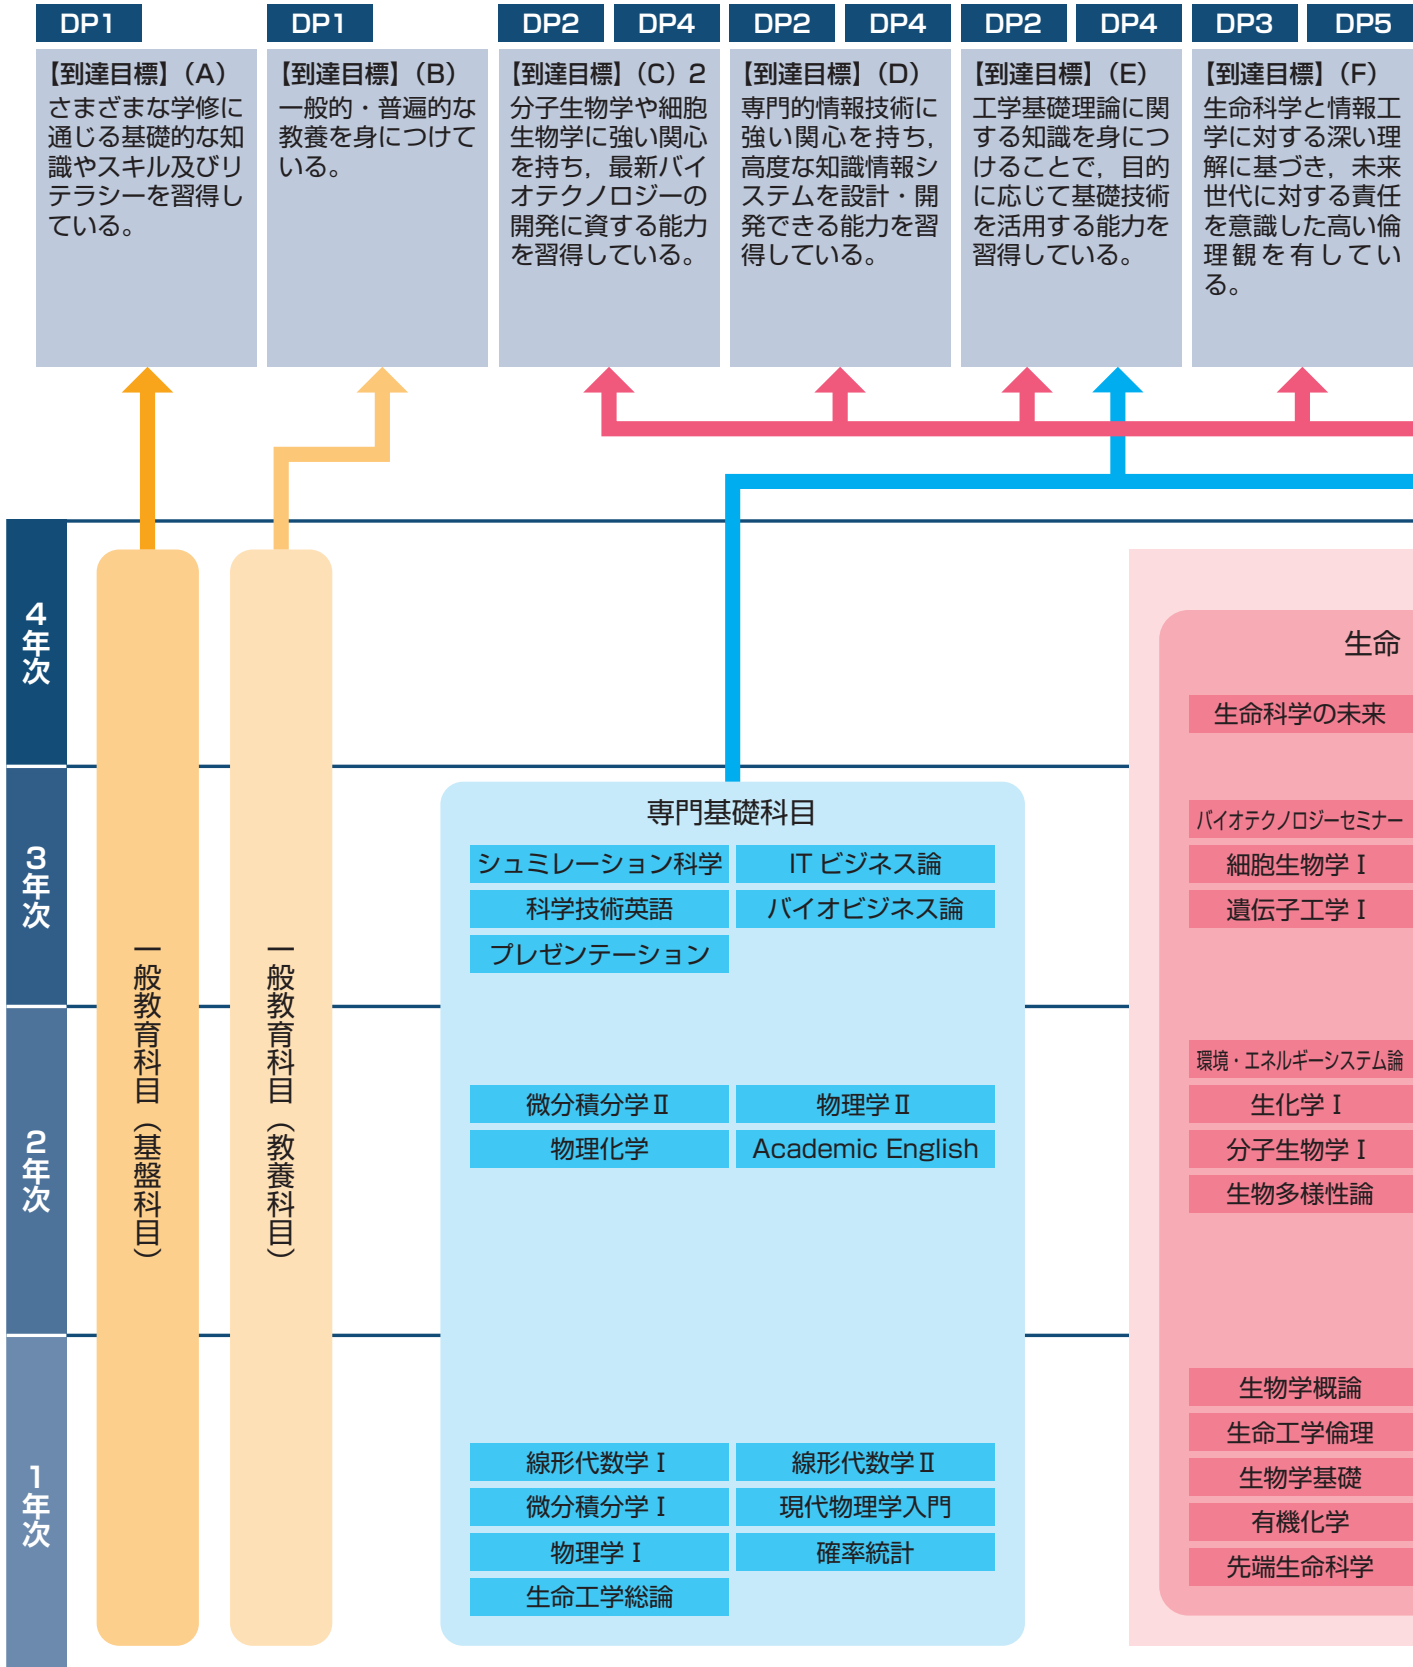 DP1
DP1
DP2 DP4
DP2 DP4
DP2 DP4
DP3 DP5
【到達目標】（A）
さまざまな学修に
通じる基礎的な知
識やスキル及びリ
テラシーを習得し
ている。
【到達目標】（B）
一般的・普遍的な
教養を身につけて
いる。
【到達目標】（C）2
分子生物学や細胞
生物学に強い関心
を持ち，最新バイ
オテクノロジーの
開発に資する能力
を習得している。
【到達目標】（D）
専門的情報技術に
強い関心を持ち，
高度な知識情報シ
ステムを設計・開
発できる能力を習
得している。
【到達目標】（E）
工学基礎理論に関
する知識を身につ
けることで，目的
に応じて基礎技術
を活用する能力を
習得している。
【到達目標】（F）
生命科学と情報工
学に対する深い理
解に基づき，未来
世代に対する責任
を意識した高い倫
理観を有してい
る。
4年次
3年次
2年次
1年次
一般教育科目（基盤科目）
一般教育科目（教養科目）
専門基礎科目
シュミレーション科学 IT ビジネス論
科学技術英語 バイオビジネス論
プレゼンテーション
微分積分学Ⅱ 物理学Ⅱ
物理化学 Academic English
線形代数学Ⅰ 線形代数学Ⅱ
微分積分学Ⅰ 現代物理学入門
物理学Ⅰ 確率統計
生命工学総論
生命
生命科学の未来
バイオテクノロジーセミナー
細胞生物学Ⅰ
遺伝子工学Ⅰ
環境・エネルギーシステム論
生化学Ⅰ
分子生物学Ⅰ
生物多様性論
生物学概論
生命工学倫理
生物学基礎
有機化学
先端生命科学